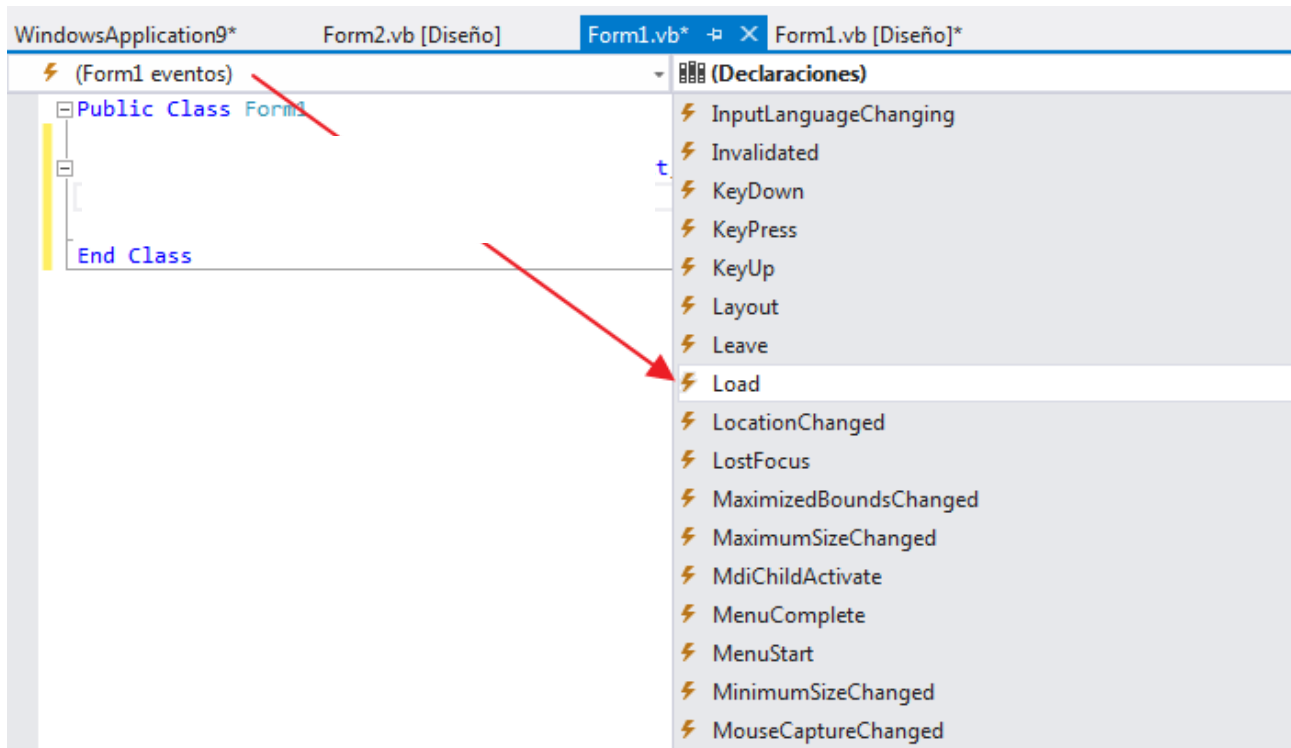 WindowsApplication9* Form2.vb [Diseño] Form1.vb* Form1.vb [Diseño]*
(Form1 eventos) (Declaraciones)
Public Class Form1
t
End Class
InputLanguageChanging
Invalidated
KeyDown
KeyPress
KeyUp
Layout
Leave
Load
LocationChanged
LostFocus
MaximizedBoundsChanged
MaximumSizeChanged
MdiChildActivate
MenuComplete
MenuStart
MinimumSizeChanged
MouseCaptureChanged